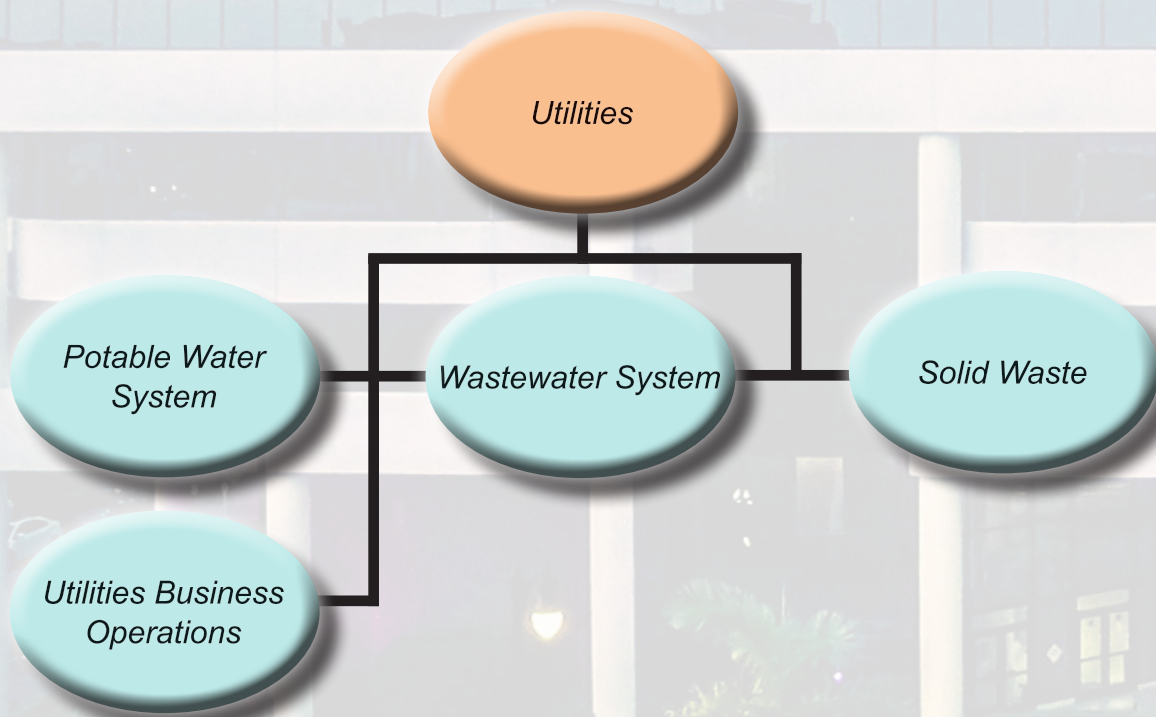 Utilities
Potable Water
System
Wastewater System
Solid Waste
Utilities Business
Operations